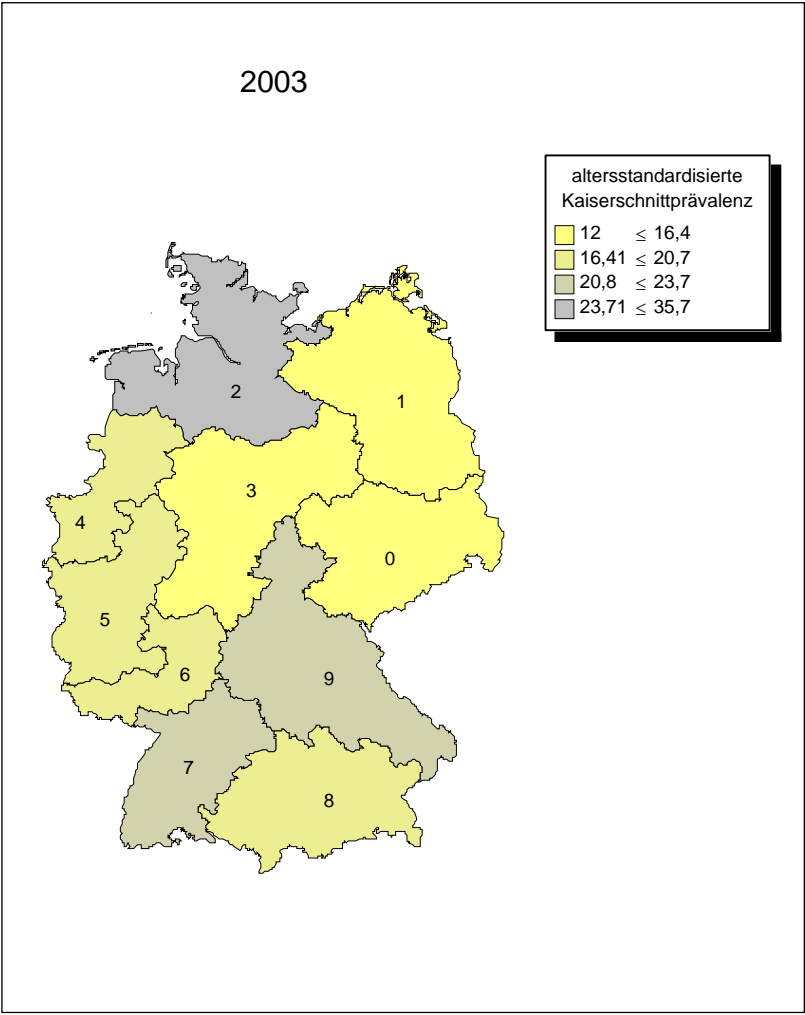 2003
altersstandardisierte
Kaiserschnittprävalenz
12 ≤ 16,4
16,41 ≤ 20,7
20,8 ≤ 23,7
23,71 ≤ 35,7
2
1
3
4
0
5
6
9
7
8